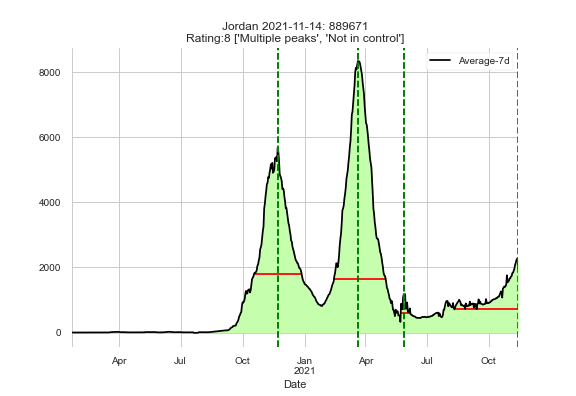 Jordan 2021-11-14: 889671
Rating:8 ['Multiple peaks', 'Not in control']
Average-7d
8000
6000
4000
2000
0
Apr Jul Oct Jan Apr Jul Oct
2021
Date